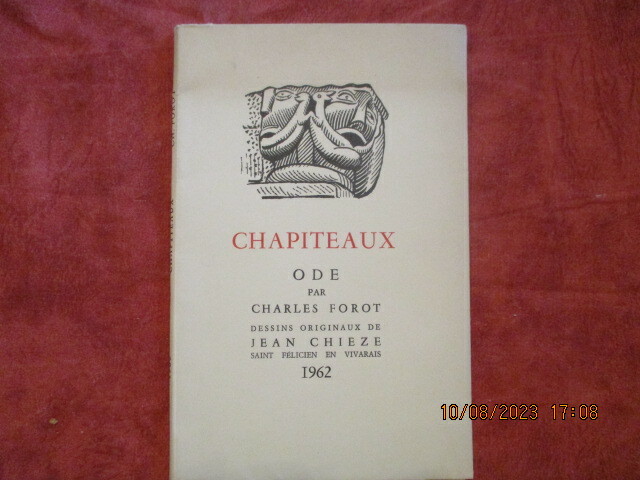 CHAPITEAUX
ODE
PAR
CHARLES FOROT
DESSINS ORIGINAUX DE
JEAN CHIEZE
SAINT FÉLICIEN EN VIVARAIS
1962
10/08/2023 17:08